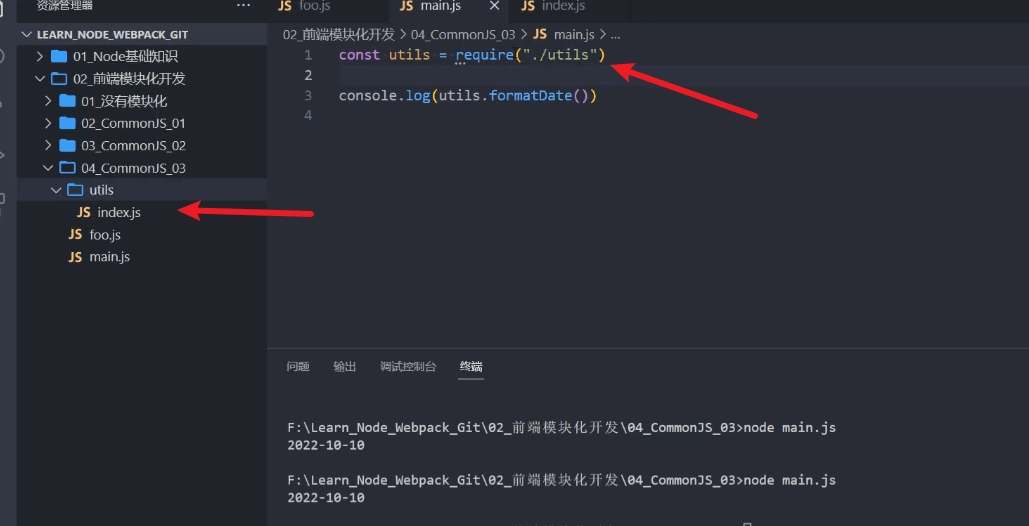 资源管理器 ...
LEARN_NODE_WEBPACK_GIT
01_Node基础知识
02_前端模块化开发
01_没有模块化
02_CommonJS_01
03_CommonJS_02
04_CommonJS_03
utils
JS index.js
JS foo.js
JS main.js
JS foo.js JS main.js JS index.js
02_前端模块化开发 > 04_CommonJS_03 > JS main.js > ...
1 const utils = require("./utils")
2
3 console.log(utils.formatDate())
4
问题 输出 调试控制台 终端
F:\Learn_Node_Webpack_Git\02_前端模块化开发\04_CommonJS_03>node main.js
2022-10-10
F:\Learn_Node_Webpack_Git\02_前端模块化开发\04_CommonJS_03>node main.js
2022-10-10